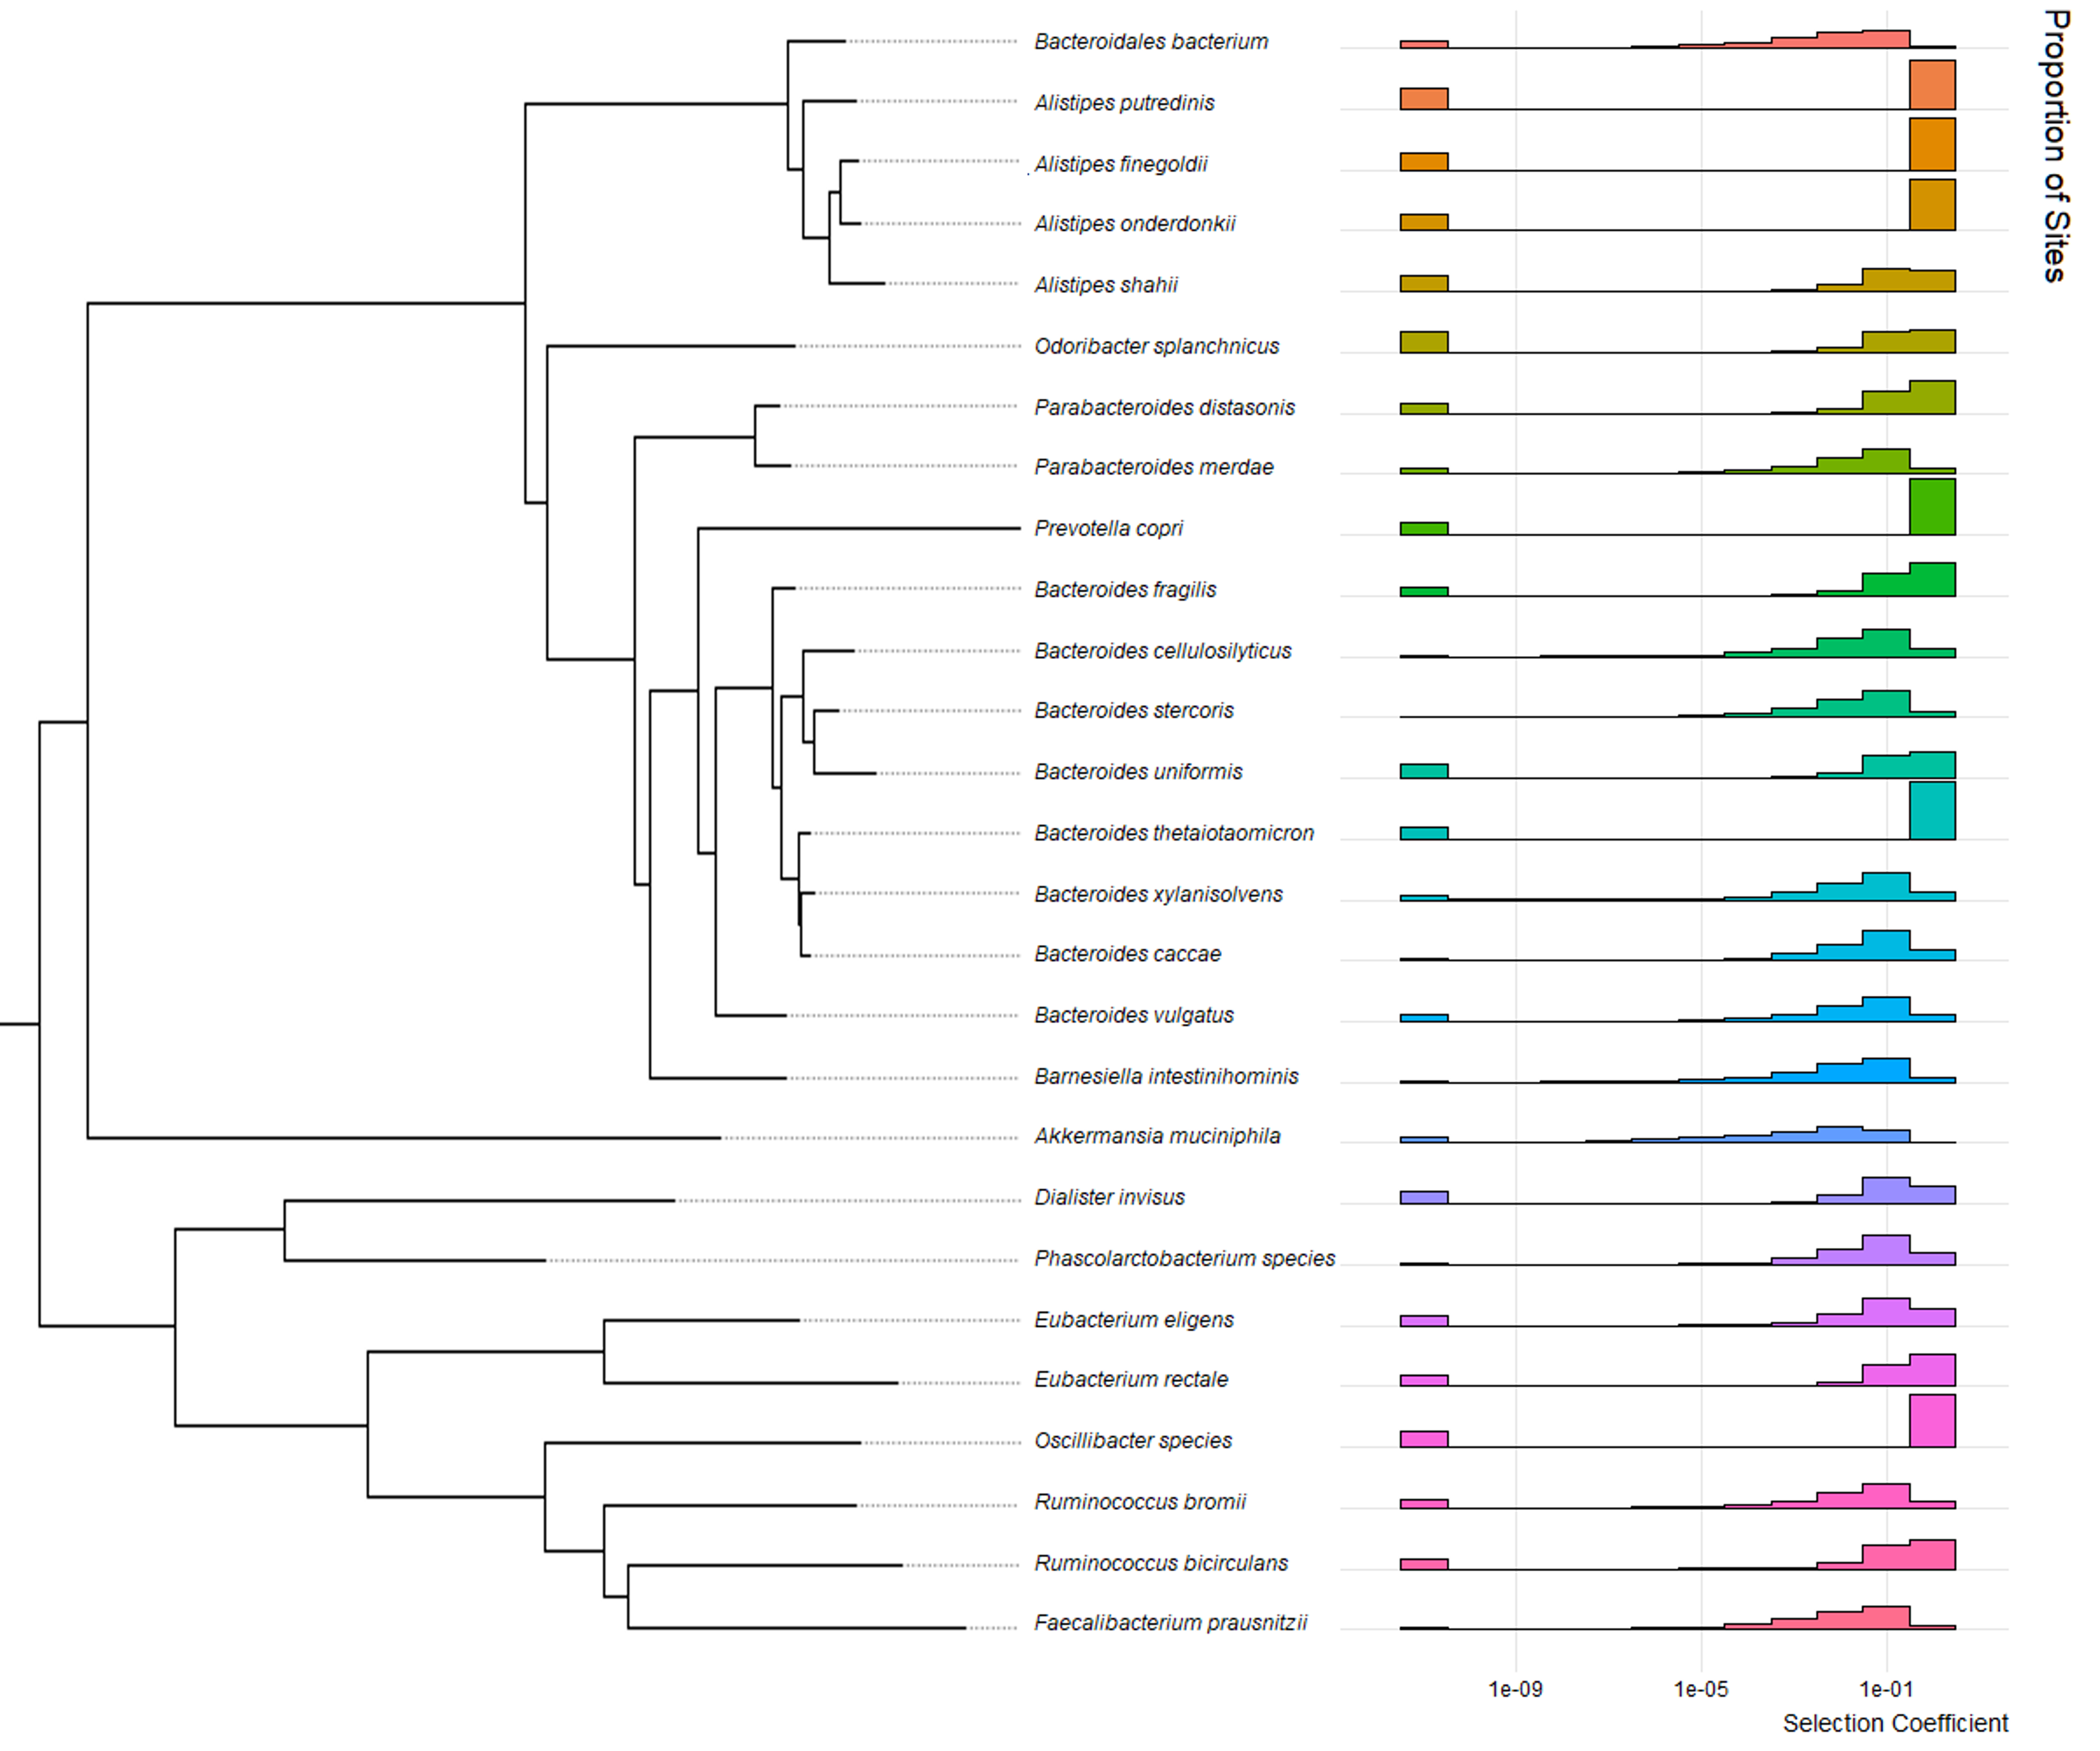 Proportion of Sites
Bacteroidales bacterium
Alistipes putredinis
Alistipes finegoldii
Alistipes onderdonkii
Alistipes shahii
Odoribacter splanchnicus
Parabacteroides distasonis
Parabacteroides merdae
Prevotella copri
Bacteroides fragilis
Bacteroides cellulosilyticus
Bacteroides stercoris
Bacteroides uniformis
Bacteroides thetaiotaomicron
Bacteroides xylanisolvens
Bacteroides caccae
Bacteroides vulgatus
Barnesiella intestinihominis
Akkermansia muciniphila
Dialister invisus
Phascolarctobacterium species
Eubacterium eligens
Eubacterium rectale
Oscillibacter species
Ruminococcus bromii
Ruminococcus bicirculans
Faecalibacterium prausnitzii
1e-09 1e-05 1e-01
Selection Coefficient